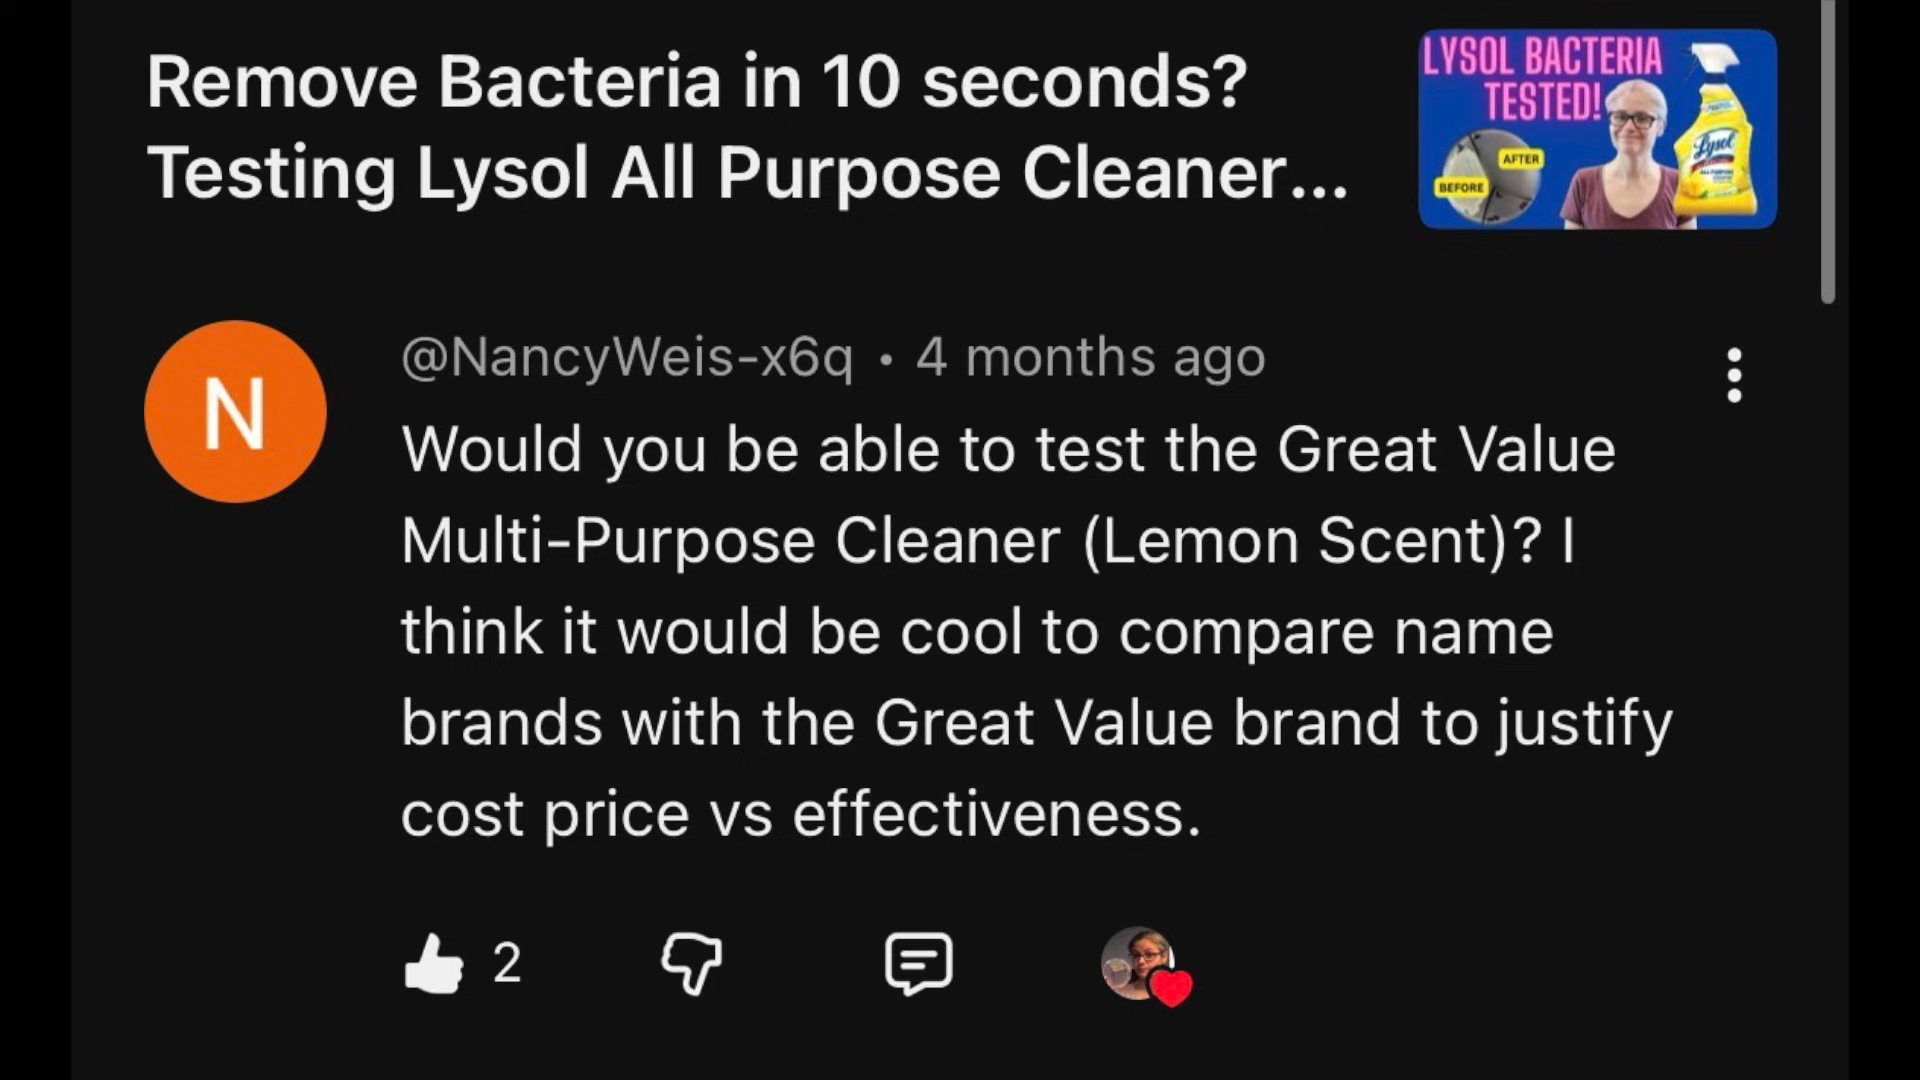 Remove Bacteria in 10 seconds?
Testing Lysol All Purpose Cleaner...
LYSOL BACTERIA
TESTED!
AFTER
BEFORE
Lysol
N
@NancyWeis-x6q • 4 months ago
Would you be able to test the Great Value
Multi-Purpose Cleaner (Lemon Scent)? I
think it would be cool to compare name
brands with the Great Value brand to justify
cost price vs effectiveness.
2